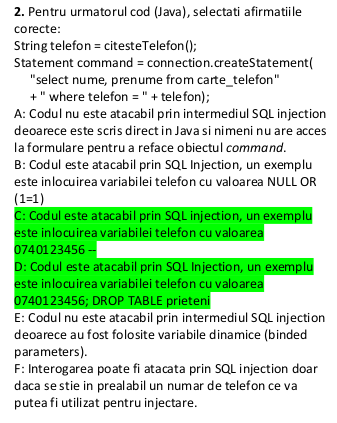 2. Pentru urmatorul cod (Java), selectati afirmatiile
corecte:
String telefon = citesteTelefon();
Statement command = connection.createStatement(
"select nume, prenume from carte_telefon"
+ " where telefon = " + telefon);
A: Codul nu este atacabil prin intermediul SQL injection
deoarece este scris direct in Java si nimeni nu are acces
la formulare pentru a reface obiectul command.
B: Codul este atacabil prin SQL Injection, un exemplu
este inlocuirea variabilei telefon cu valoarea NULL OR
(1=1)
C: Codul este atacabil prin SQL injection, un exemplu
este inlocuirea variabilei telefon cu valoarea
0740123456 --
D: Codul este atacabil prin SQL Injection, un exemplu
este inlocuirea variabilei telefon cu valoarea
0740123456; DROP TABLE prieteni
E: Codul nu este atacabil prin intermediul SQL injection
deoarece au fost folosite variabile dinamice (binded
parameters).
F: Interogarea poate fi atacata prin SQL injection doar
daca se stie in prealabil un numar de telefon ce va
putea fi utilizat pentru injectare.